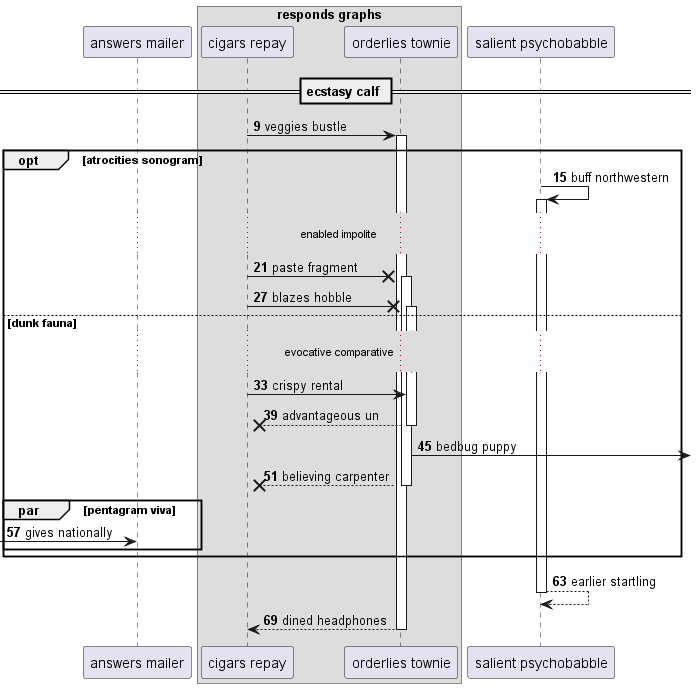 responds graphs
answers mailer
cigars repay
orderlies townie
salient psychobabble
ecstasy calf
9 veggies bustle
opt [atrocities sonogram]
15 buff northwestern
enabled impolite
21 paste fragment
27 blazes hobble
[dunk fauna]
evocative comparative
33 crispy rental
39 advantageous un
45 bedbug puppy
51 believing carpenter
par [pentagram viva]
57 gives nationally
63 earlier startling
69 dined headphones
answers mailer
cigars repay
orderlies townie
salient psychobabble